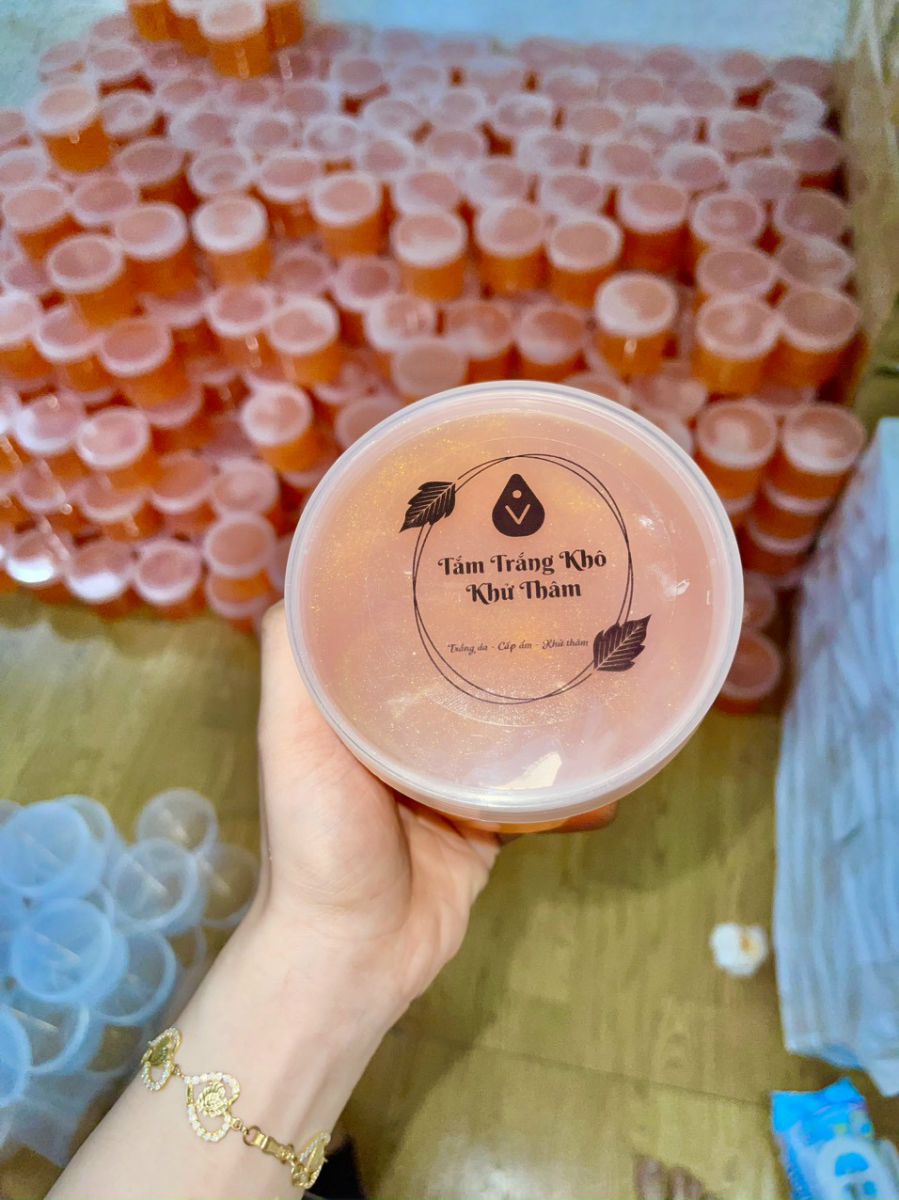 V
Tắm Trắng Khô
Khử Thâm
Trắng da - Cấp ẩm - Khử thâm